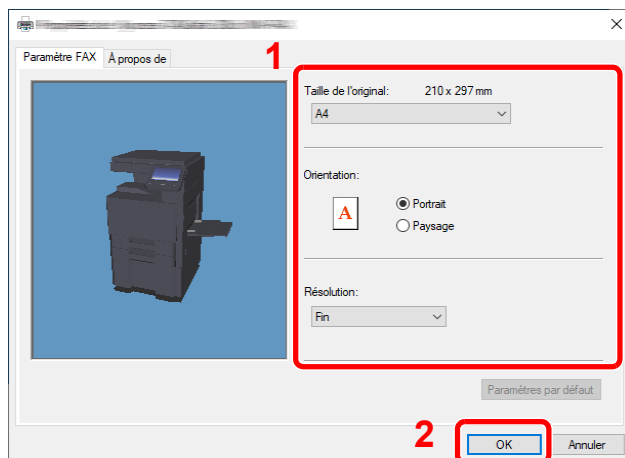 Paramètre FAX À propos de
1
Taille de l'original: 210 x 297 mm
A4
Orientation:
A
Portrait
Paysage
Résolution:
Fin
Paramètres par défaut
2
OK Annuler